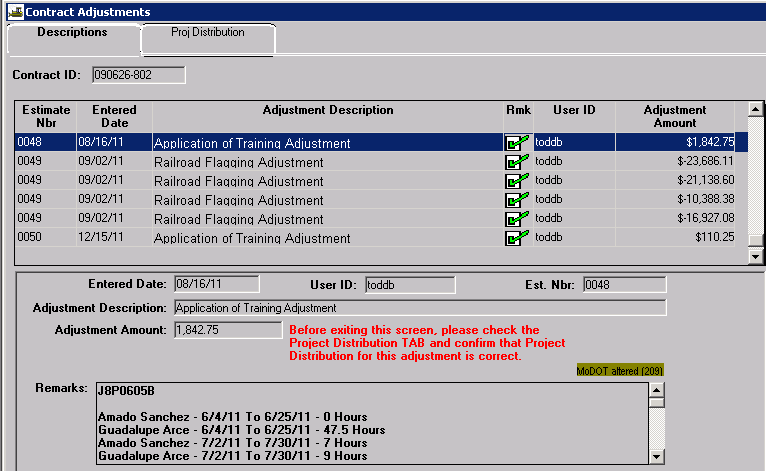 Contract Adjustments
Descriptions Proj Distribution
Contract ID: 090626-802
Estimate Nbr Entered Date Adjustment Description Rmk User ID Adjustment Amount
0048 08/16/11 Application of Training Adjustment toddb $1,842.75
0049 09/02/11 Railroad Flagging Adjustment toddb $-23,686.11
0049 09/02/11 Railroad Flagging Adjustment toddb $-21,138.60
0049 09/02/11 Railroad Flagging Adjustment toddb $-10,388.38
0049 09/02/11 Railroad Flagging Adjustment toddb $-16,927.08
0050 12/15/11 Application of Training Adjustment toddb $110.25
Entered Date: 08/16/11 User ID: toddb Est. Nbr: 0048
Adjustment Description: Application of Training Adjustment
Adjustment Amount: 1,842.75
Before exiting this screen, please check the
Project Distribution TAB and confirm that Project
Distribution for this adjustment is correct.
MoDOT altered (209)
Remarks: J8P0605B
Amado Sanchez - 6/4/11 To 6/25/11 - 0 Hours
Guadalupe Arce - 6/4/11 To 6/25/11 - 47.5 Hours
Amado Sanchez - 7/2/11 To 7/30/11 - 7 Hours
Guadalupe Arce - 7/2/11 To 7/30/11 - 9 Hours